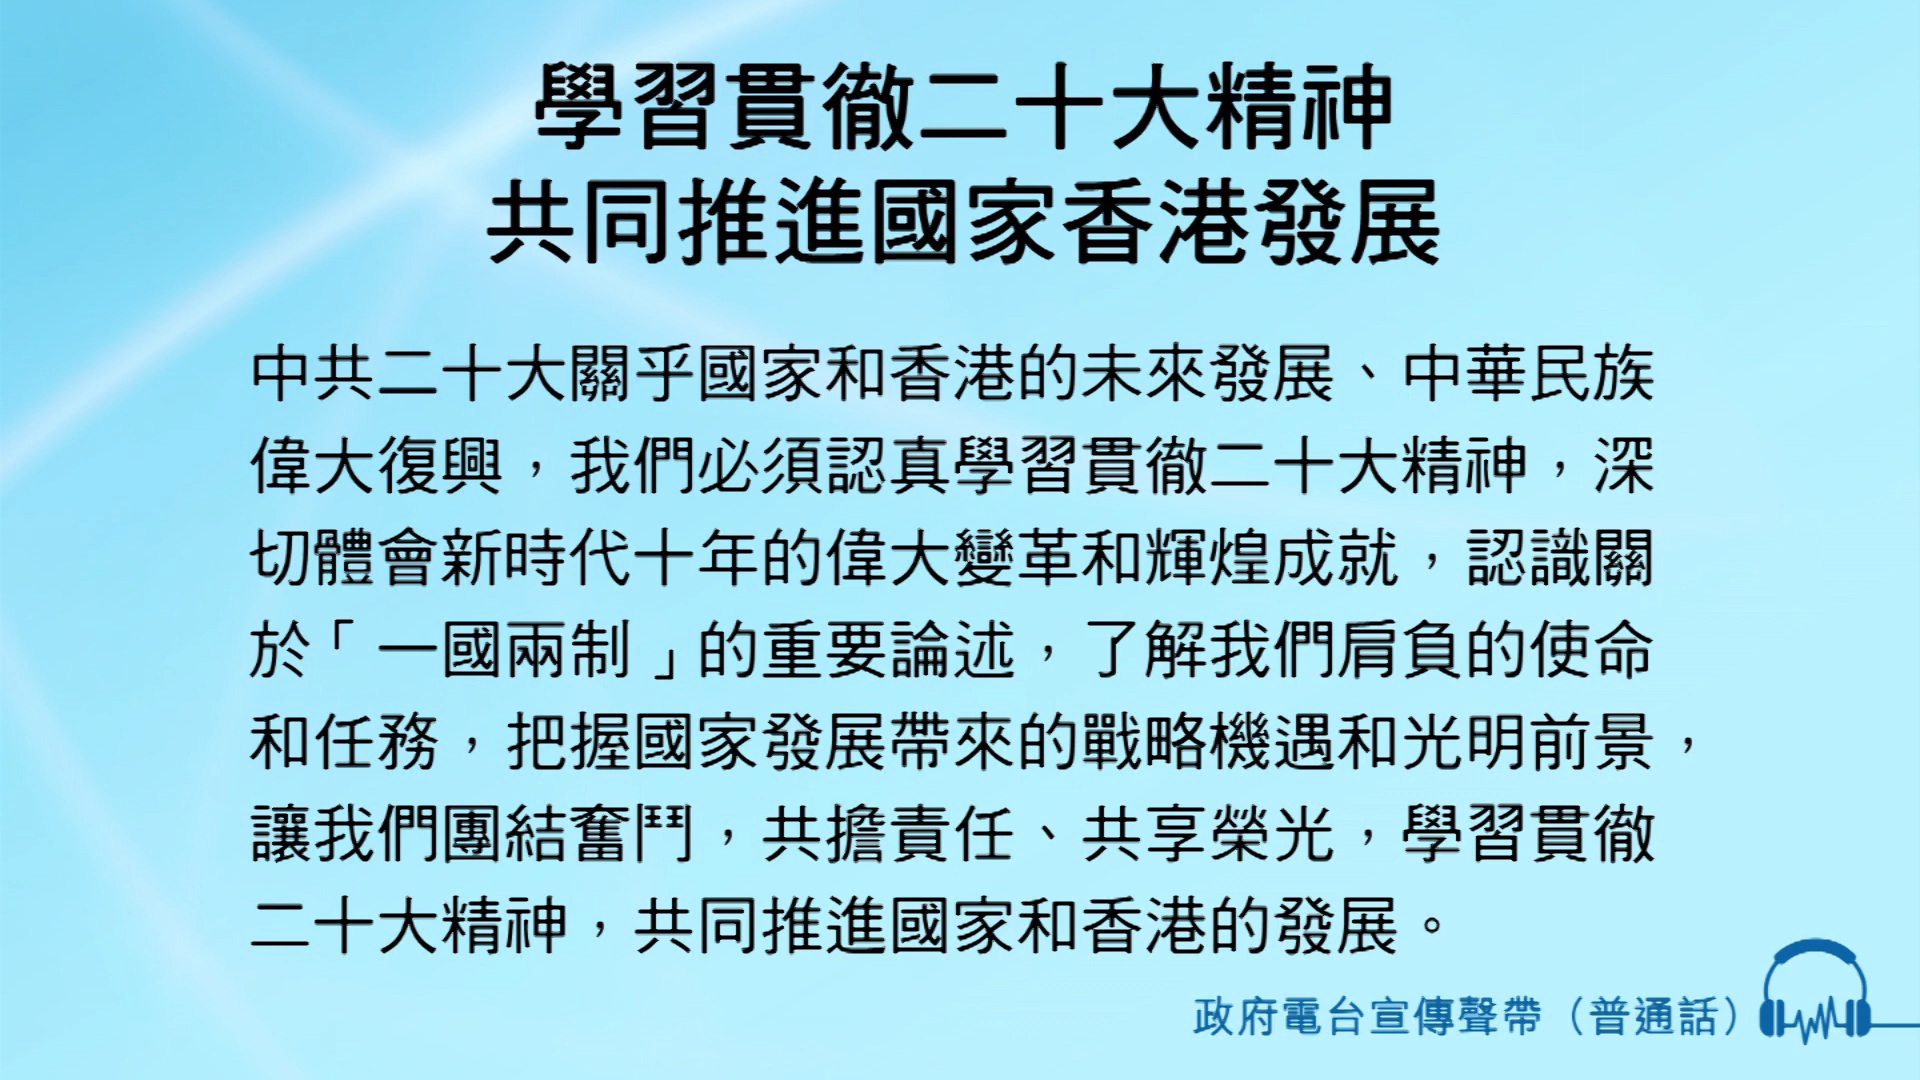 學習貫徹二十大精神
共同推進國家香港發展
中共二十大關乎國家和香港的未來發展、中華民族
偉大復興，我們必須認真學習貫徹二十大精神，深
切體會新時代十年的偉大變革和輝煌成就，認識關
於「一國兩制」的重要論述，了解我們肩負的使命
和任務，把握國家發展帶來的戰略機遇和光明前景，
讓我們團結奮鬥，共擔責任、共享榮光，學習貫徹
二十大精神，共同推進國家和香港的發展。
政府電台宣傳聲帶（普通話）